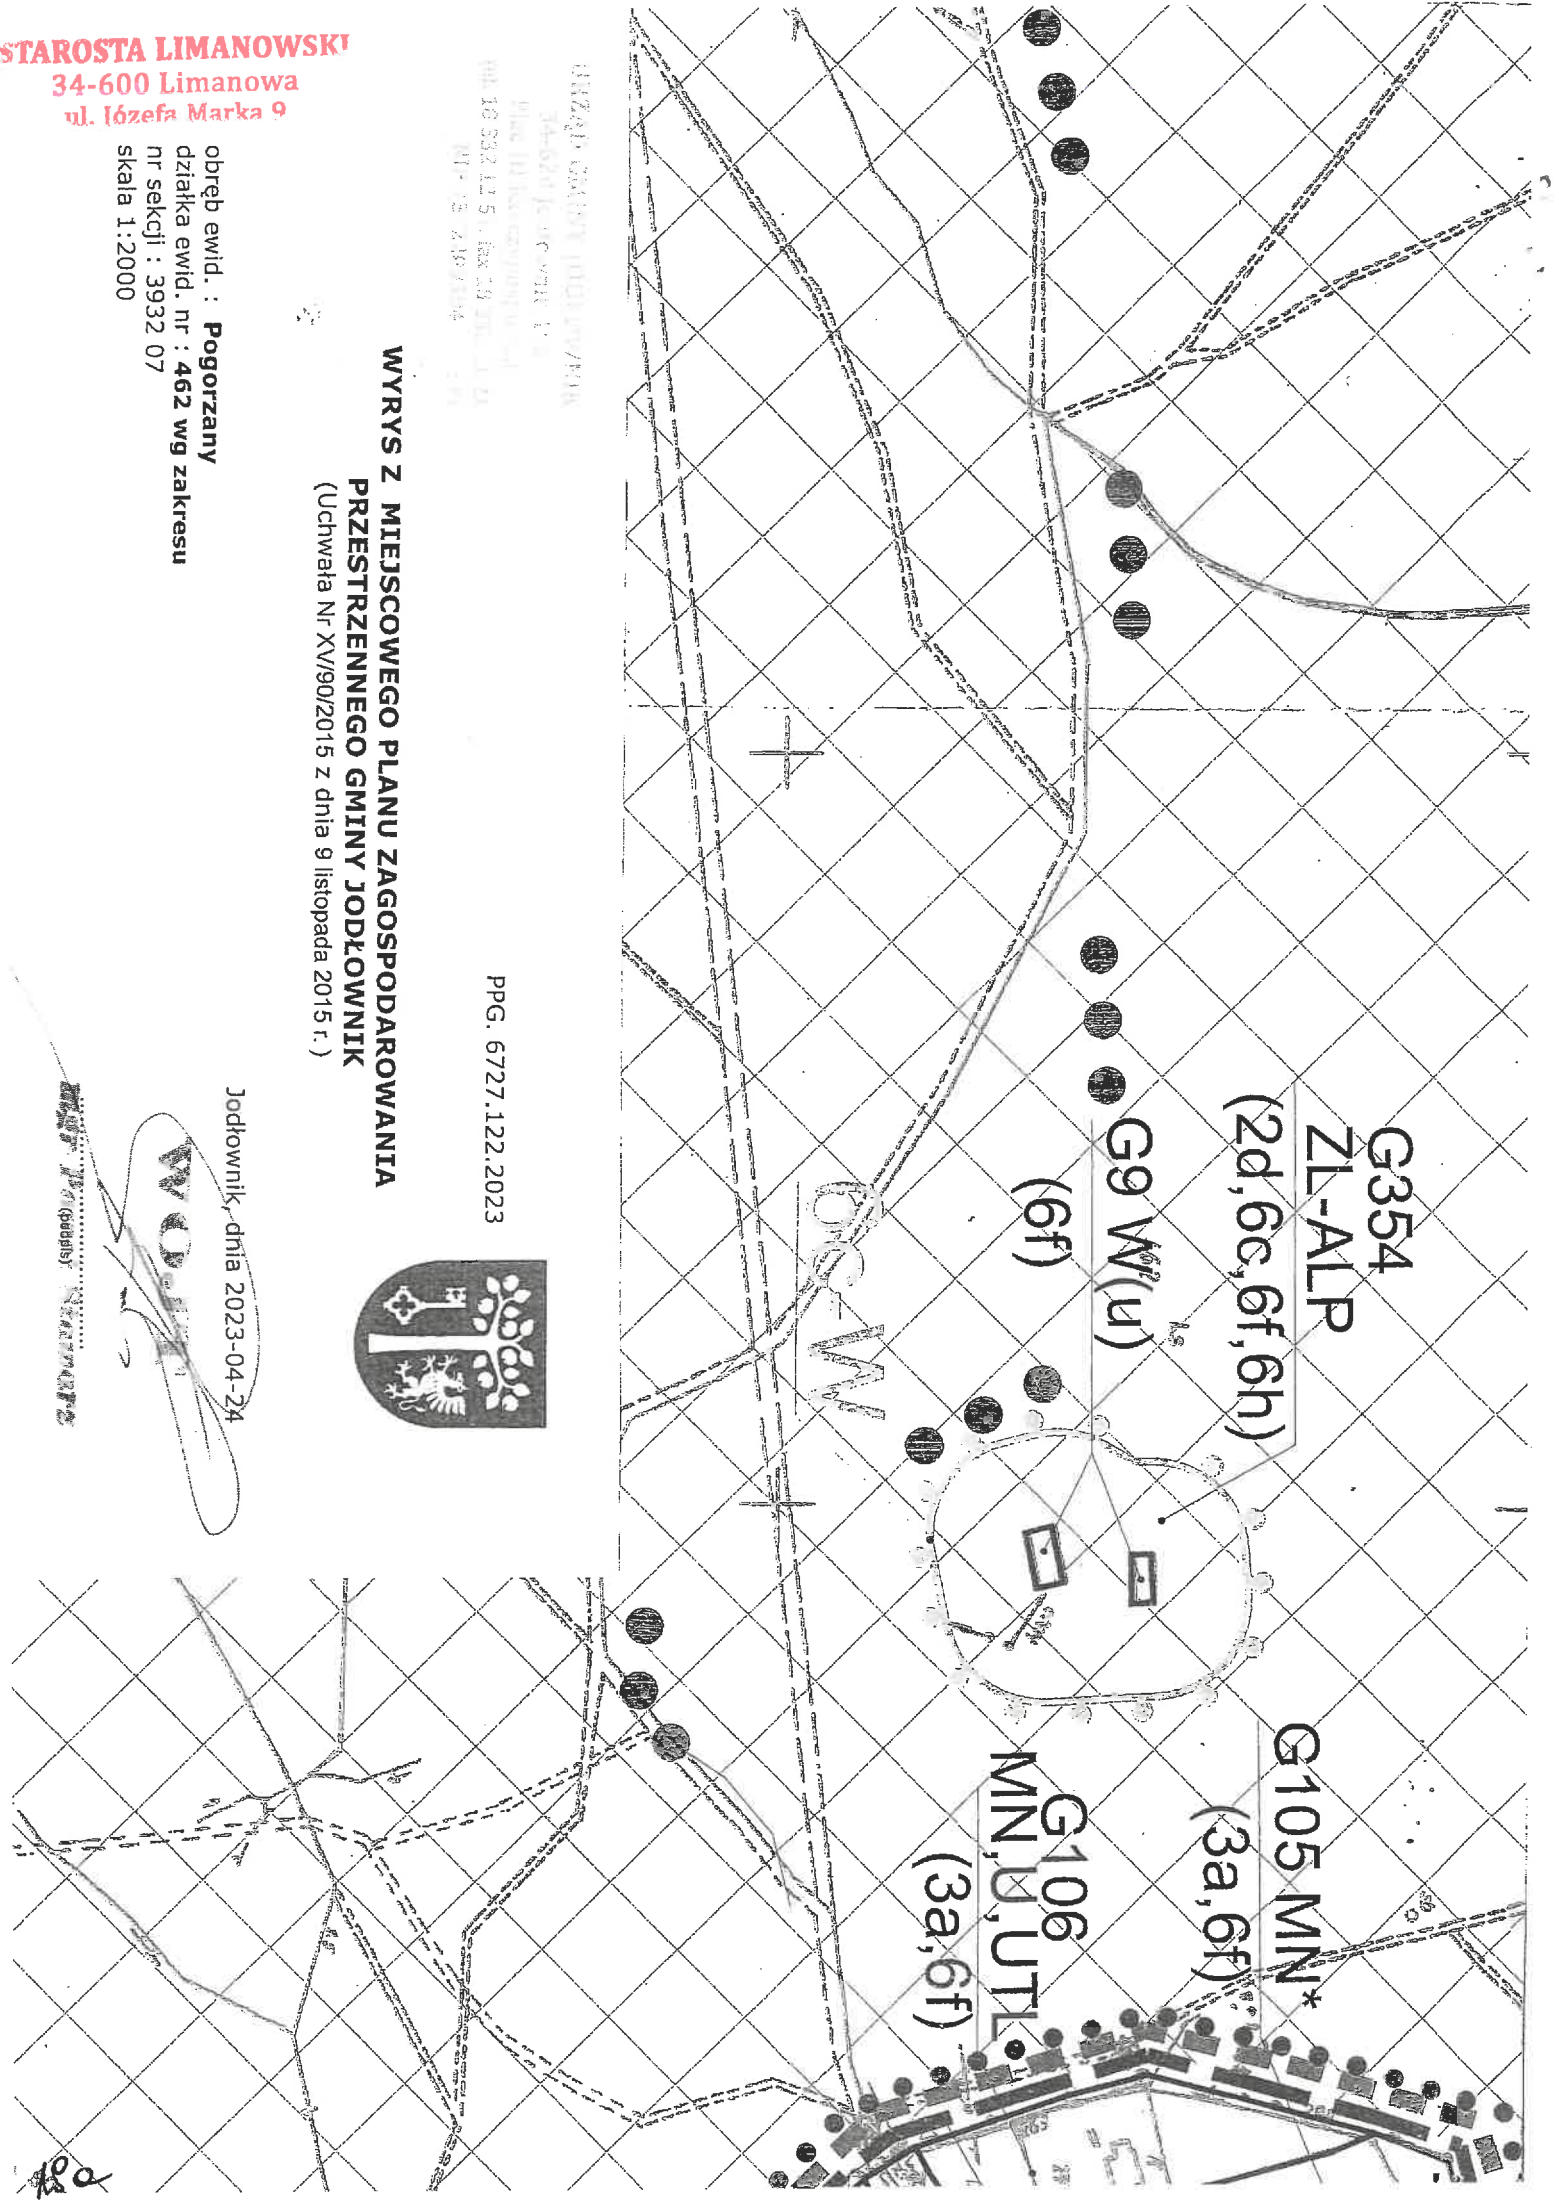 STAROSTA LIMANOWSKI
34-600 Limanowa
ul. Józefa Marka 9
obręb ewid. : Pogorzany
działka ewid. nr : 462 wg zakresu
nr sekcji : 3932 07
skala 1:2000
WYRYS Z MIEJSCOWEGO PLANU ZAGOSPODAROWANIA
PRZESTRZENNEGO GMINY JODŁOWNIK
(Uchwała Nr XV/90/2015 z dnia 9 listopada 2015 r. )
PPG. 6727.122.2023
Jodłownik, dnia 2023-04-24
G354
ZL-ALP
(2d,6c,6f,6h)
G9 W(u)
(6f)
G105 MN*
(3a,6f)
G106
MN,U,UTL
(3a,6f)